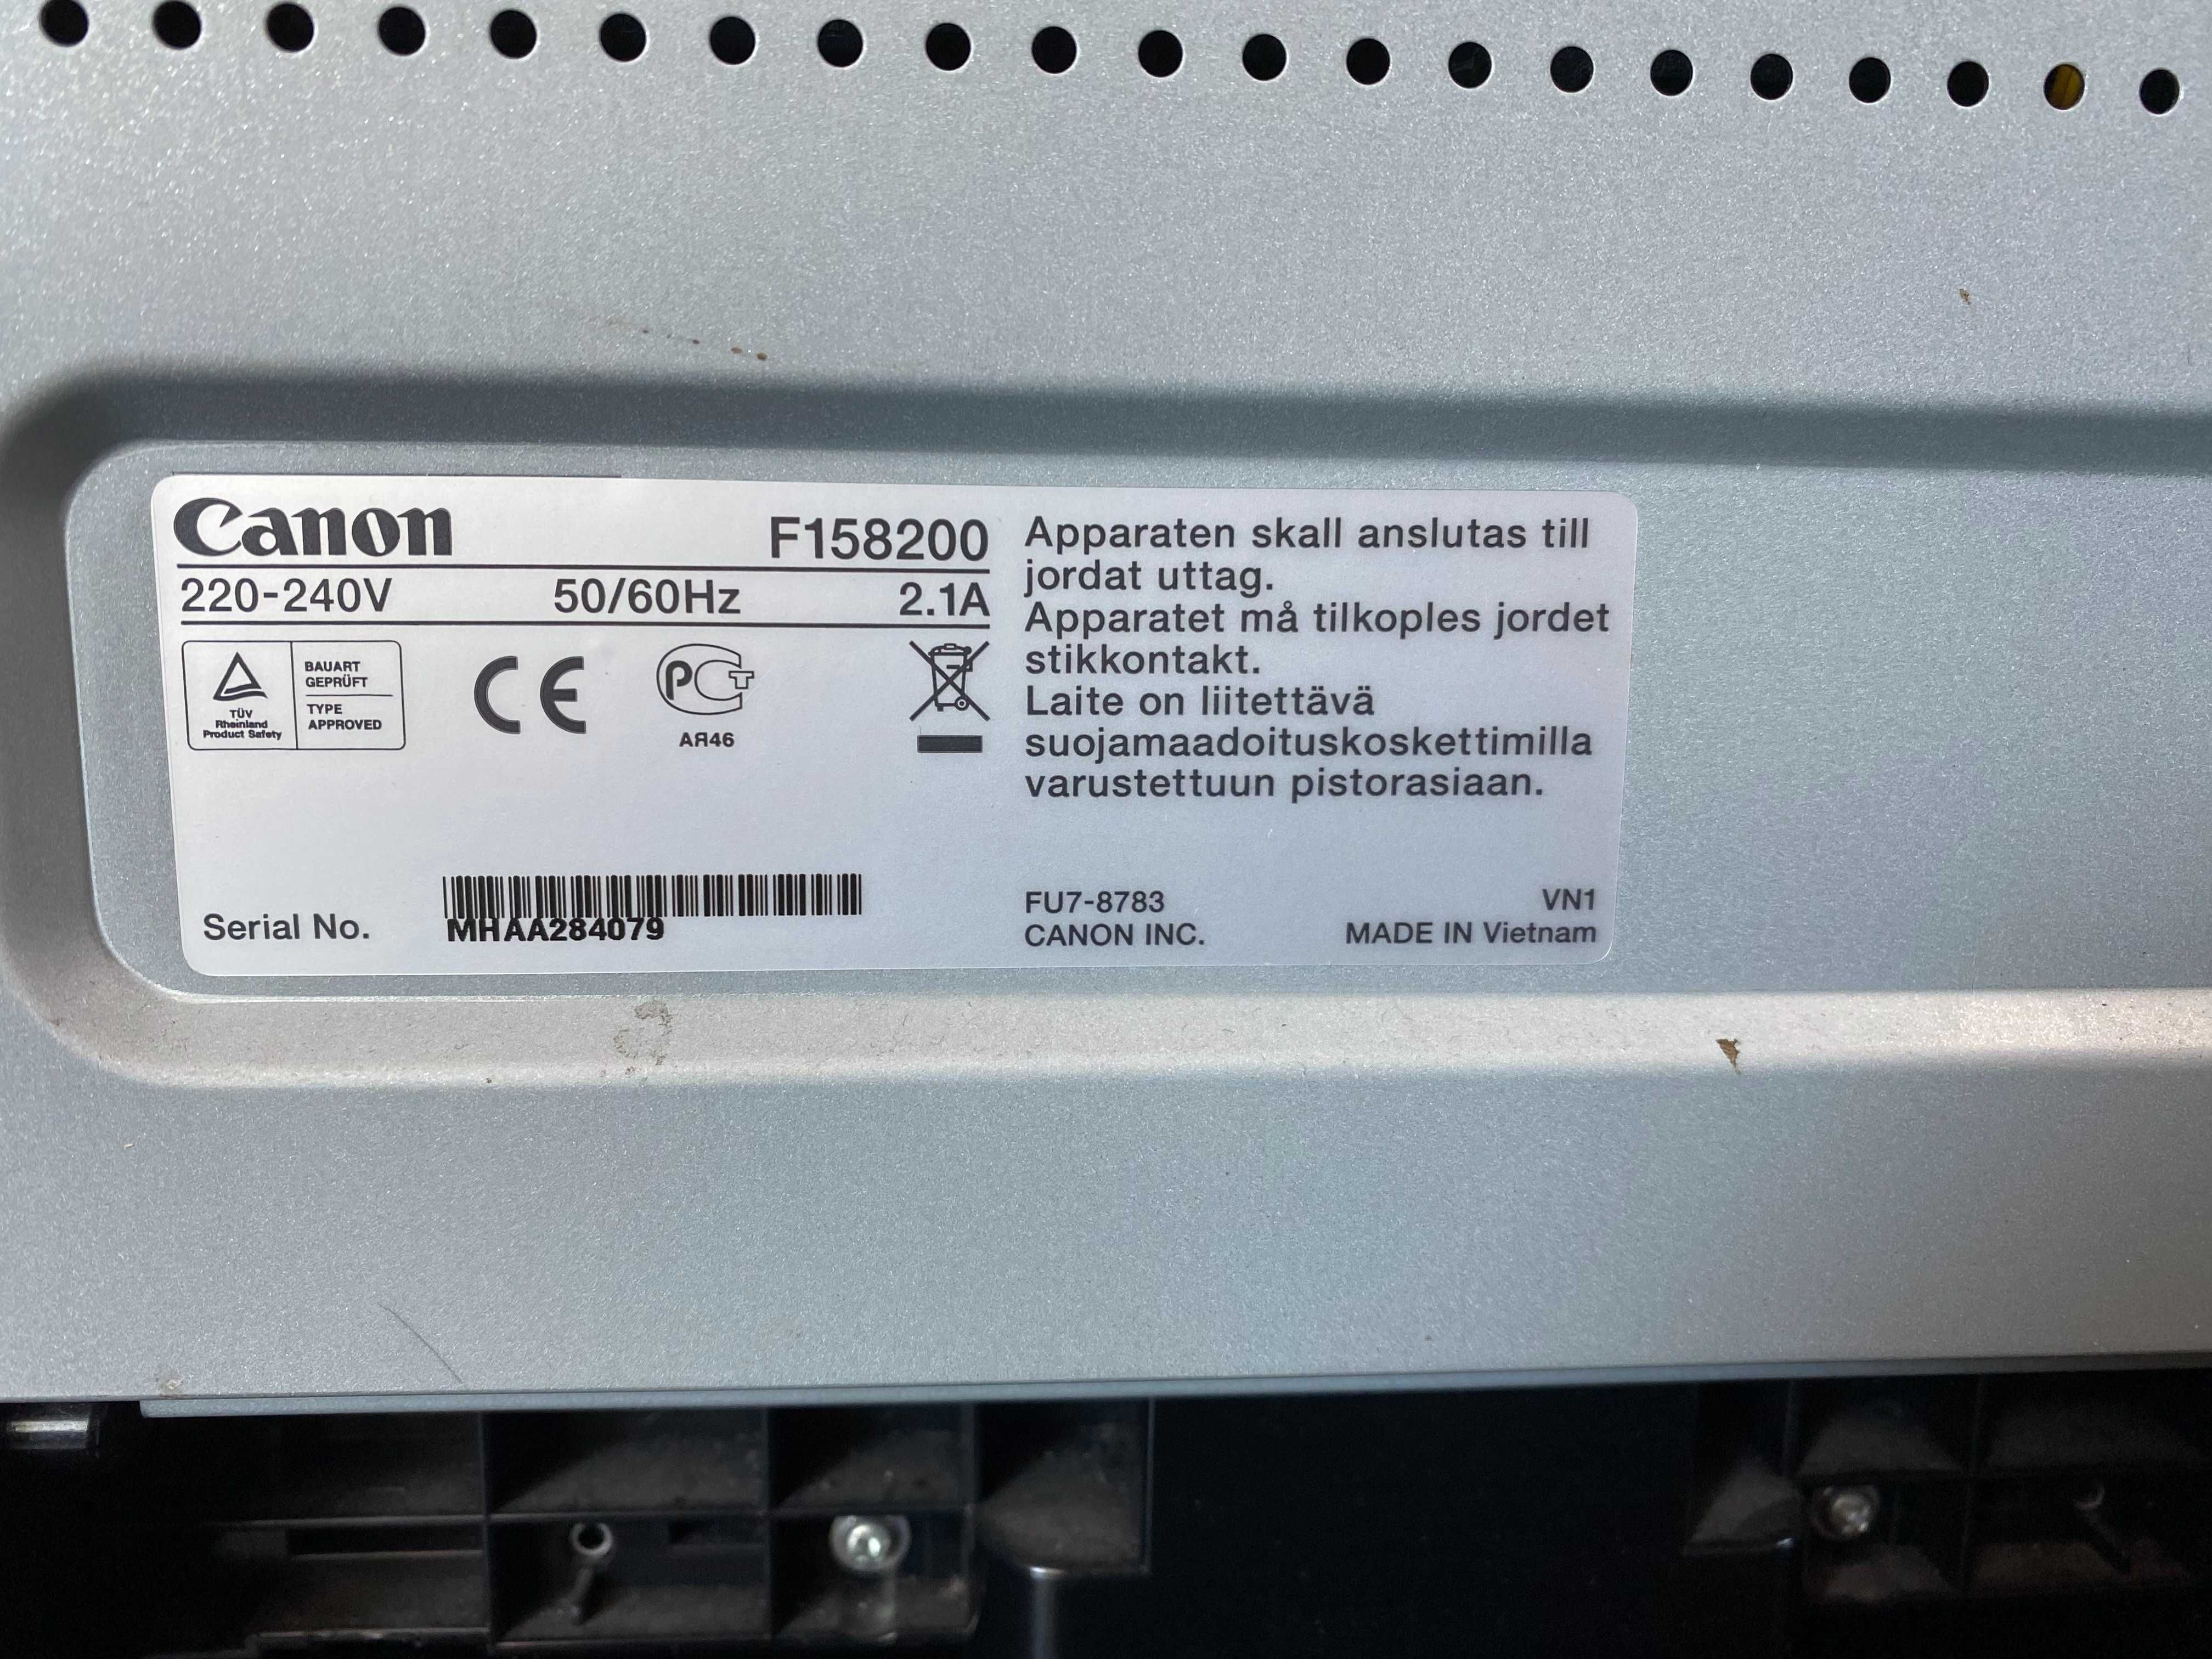 Canon F158200
220-240V 50/60Hz 2.1A
TÜV
Rheinland
Product Safety
BAUART
GEPRÜFT
TYPE
APPROVED
CE
РСТ
АЯ46
Serial No. MHAA284079
Apparaten skall anslutas till
jordat uttag.
Apparatet må tilkoples jordet
stikkontakt.
Laite on liitettävä
suojamaadoituskoskettimilla
varustettuun pistorasiaan.
FU7-8783 VN1
CANON INC. MADE IN Vietnam